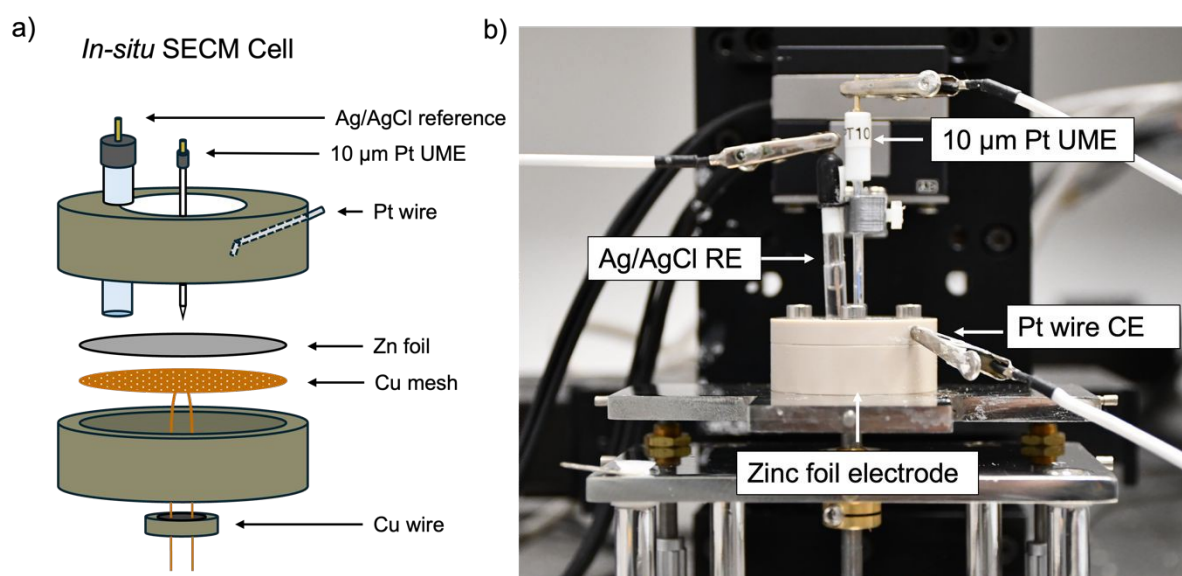 a)
In-situ SECM Cell
Ag/AgCl reference
10 µm Pt UME
Pt wire
Zn foil
Cu mesh
Cu wire
b)
PT10
10 µm Pt UME
Ag/AgCl RE
Pt wire CE
Zinc foil electrode